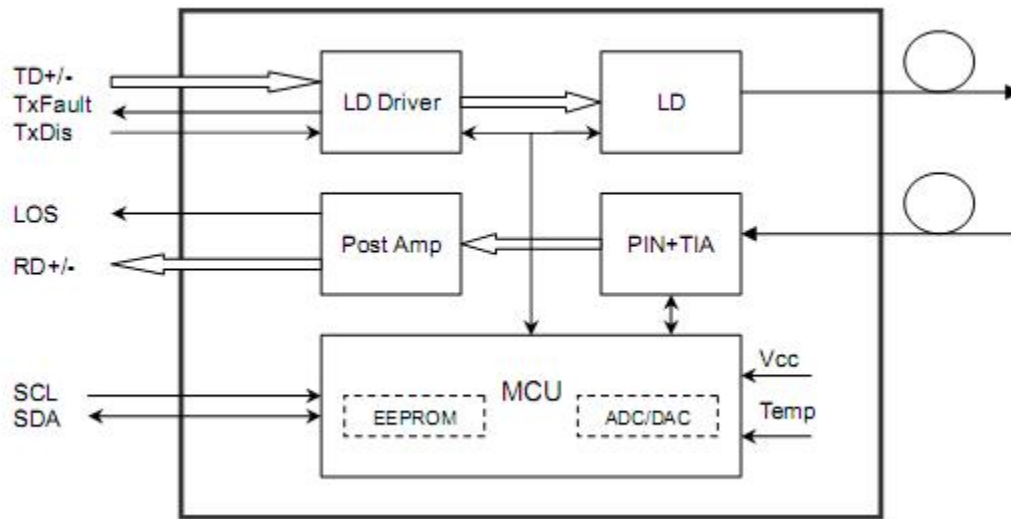 TD+/-
TxFault
TxDis
LD Driver
LD
LOS
RD+/-
Post Amp
PIN+TIA
SCL
SDA
MCU
EEPROM
ADC/DAC
Vcc
Temp